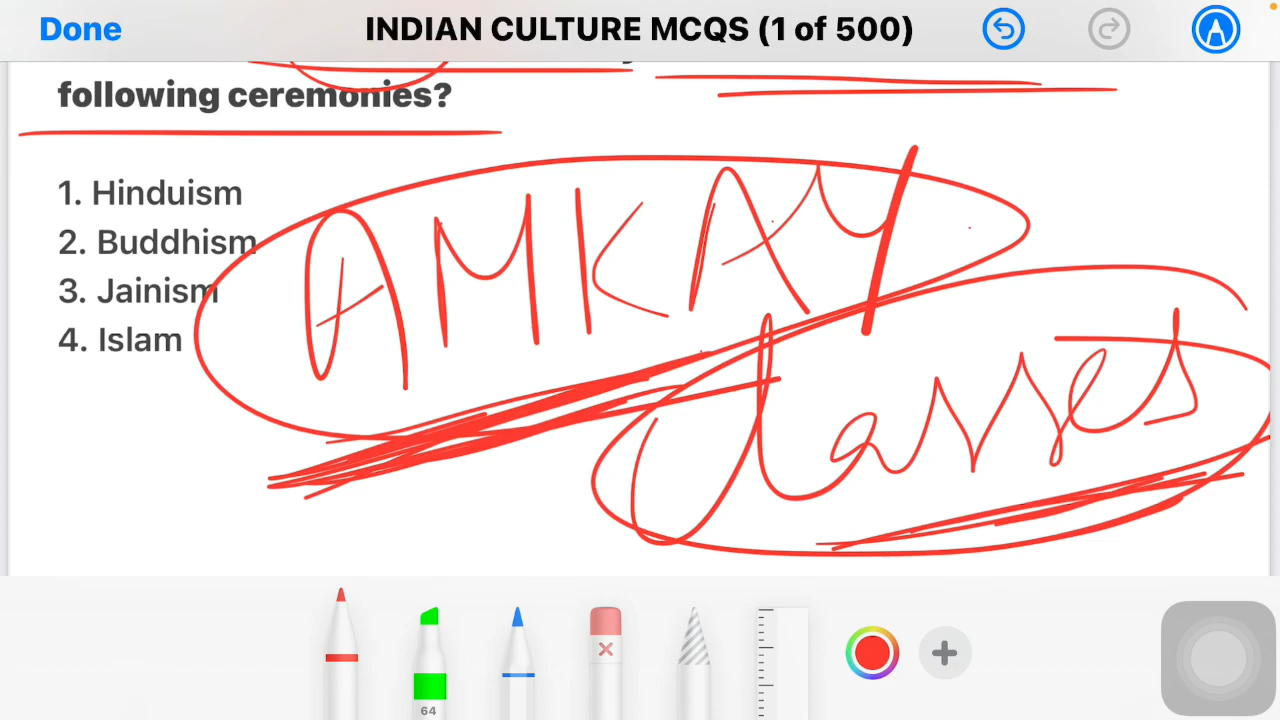 Done INDIAN CULTURE MCQS (1 of 500)
following ceremonies?
1. Hinduism
2. Buddhism
3. Jainism
4. Islam
AMKAY
classes
64